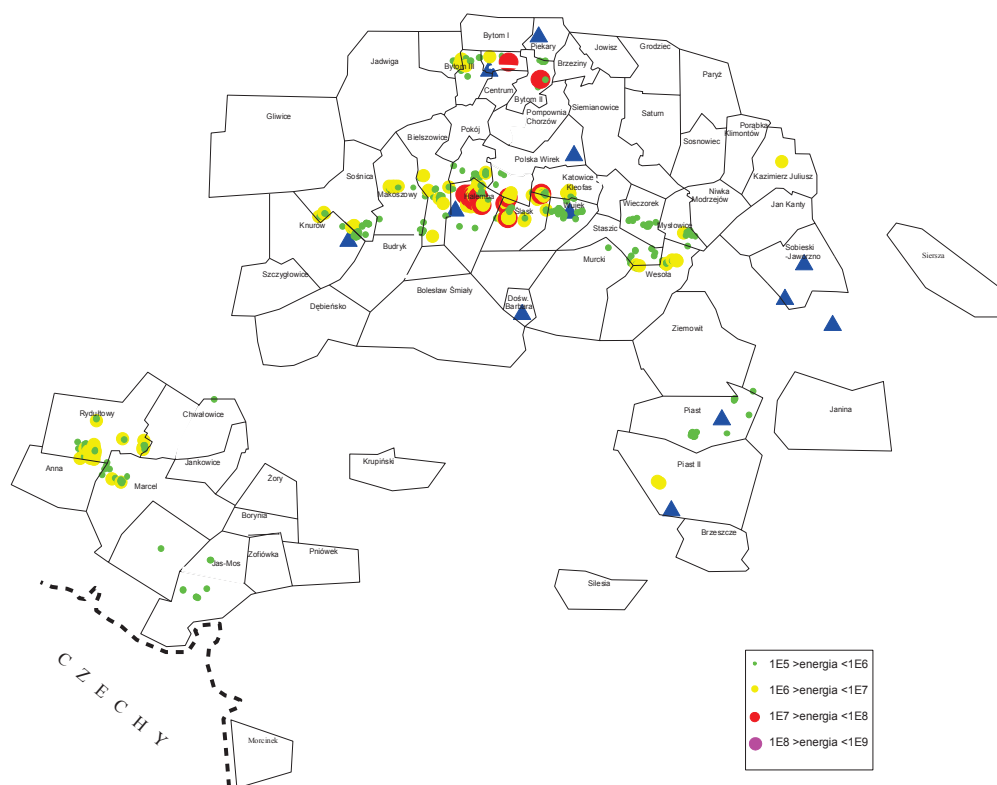 Bytom I
Piekary
Jowisz
Grodziec
Jadwiga
Bytom III
Brzeziny
Paryż
Centrum
Bytom II
Siemianowice
Gliwice
Pompownia
Chorzów
Saturn
Porąbka
Klimontów
Bielszowice
Pokój
Sosnowiec
Polska Wirek
Sośnica
Katowice
Kleofas
Kazimierz Juliusz
Makoszowy
Halemba
Niwka
Modrzejów
Jan Kanty
Śląsk
Wujek
Wieczorek
Knurów
Staszic
Mysłowice
Budryk
Murcki
Sobieski
-Jaworzno
Siersza
Szczygłowice
Wesoła
Bolesław Śmiały
Dośw.
Barbara
Dębieńsko
Ziemowit
Rydułtowy
Chwałowice
Piast
Janina
Anna
Jankowice
Krupiński
Piast II
Marcel
Żory
Borynia
Brzeszcze
Jas-Mos
Zofiówka
Pniówek
Silesia
CZECHY
Morcinek
1E5 >energia <1E6
1E6 >energia <1E7
1E7 >energia <1E8
1E8 >energia <1E9